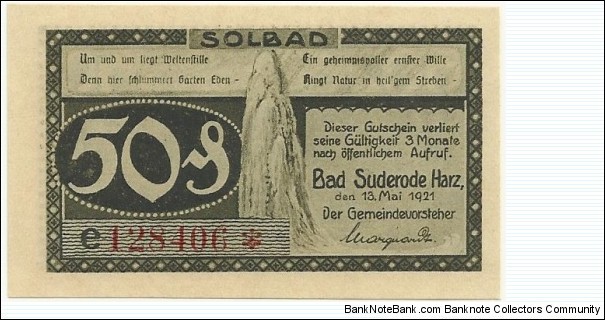 SOLBAD
Um und um liegt Weltenstille
Denn hier schlummert Garten Eden -
Ein geheimnisvoller ernster Wille
Ringt Natur in heil'gem Streben -
50 ₰
Dieser Gutschein verliert
seine Gültigkeit 3 Monate
nach öffentlichem Aufruf.
Bad Suderode Harz,
den 13. Mai 1921
Der Gemeindevorsteher
Marquardt
e 128406 *
BankNoteBank.com Banknote Collectors Community